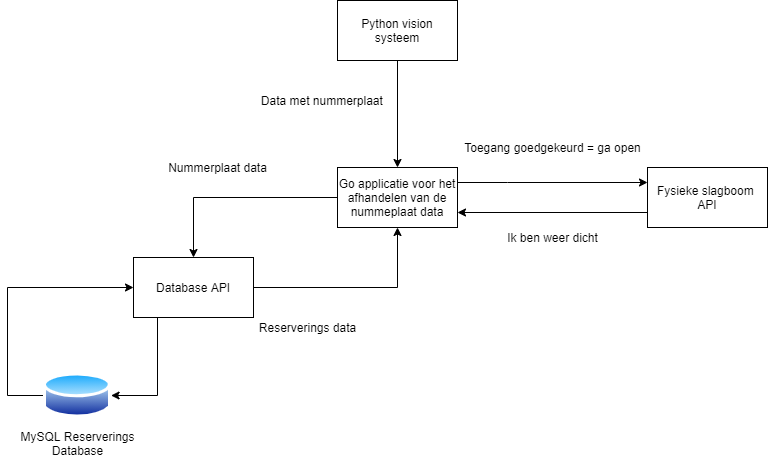 Python vision
systeem
Data met nummerplaat
Toegang goedgekeurd = ga open
Nummerplaat data
Go applicatie voor het
afhandelen van de
nummeplaat data
Fysieke slagboom
API
Ik ben weer dicht
Database API
Reserverings data
MySQL Reserverings
Database